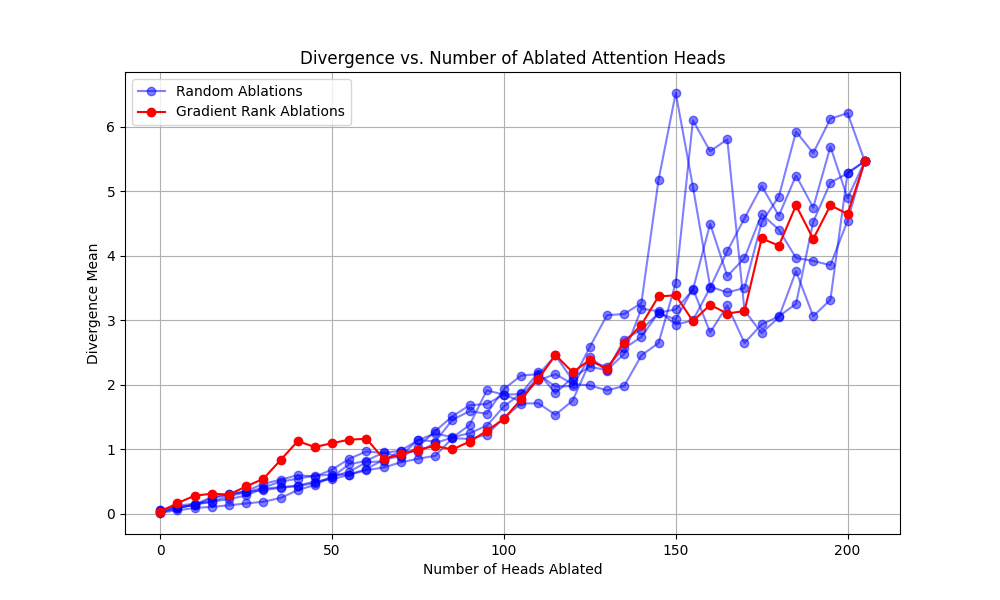 Divergence vs. Number of Ablated Attention Heads
Random Ablations
Gradient Rank Ablations
Divergence Mean
6
5
4
3
2
1
0
0 50 100 150 200
Number of Heads Ablated